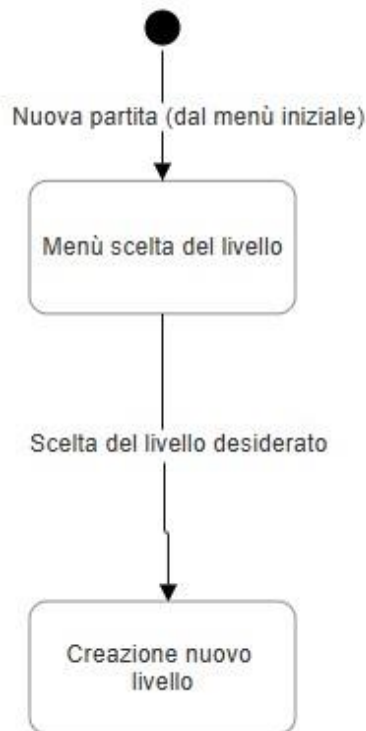 Nuova partita (dal menù iniziale)
Menù scelta del livello
Scelta del livello desiderato
Creazione nuovo
livello